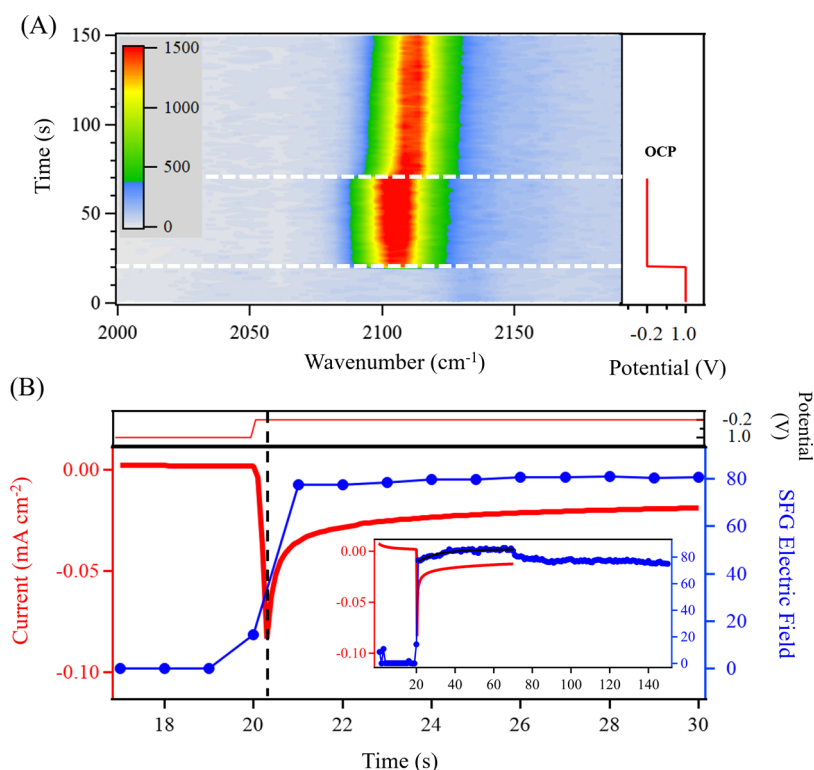 (A)
150
100
50
0
Time (s)
1500
1000
500
0
2000
2050
2100
2150
Wavenumber (cm-1)
OCP
-0.2 1.0
Potential (V)
(B)
-0.2
1.0
Potential
(V)
0.00
-0.05
-0.10
Current (mA cm-2)
80
60
40
20
0
SFG Electric
Field
0.00
-0.05
-0.10
80
60
40
20
0
20 40 60 80 100 120 140
18 20 22 24 26 28 30
Time (s)